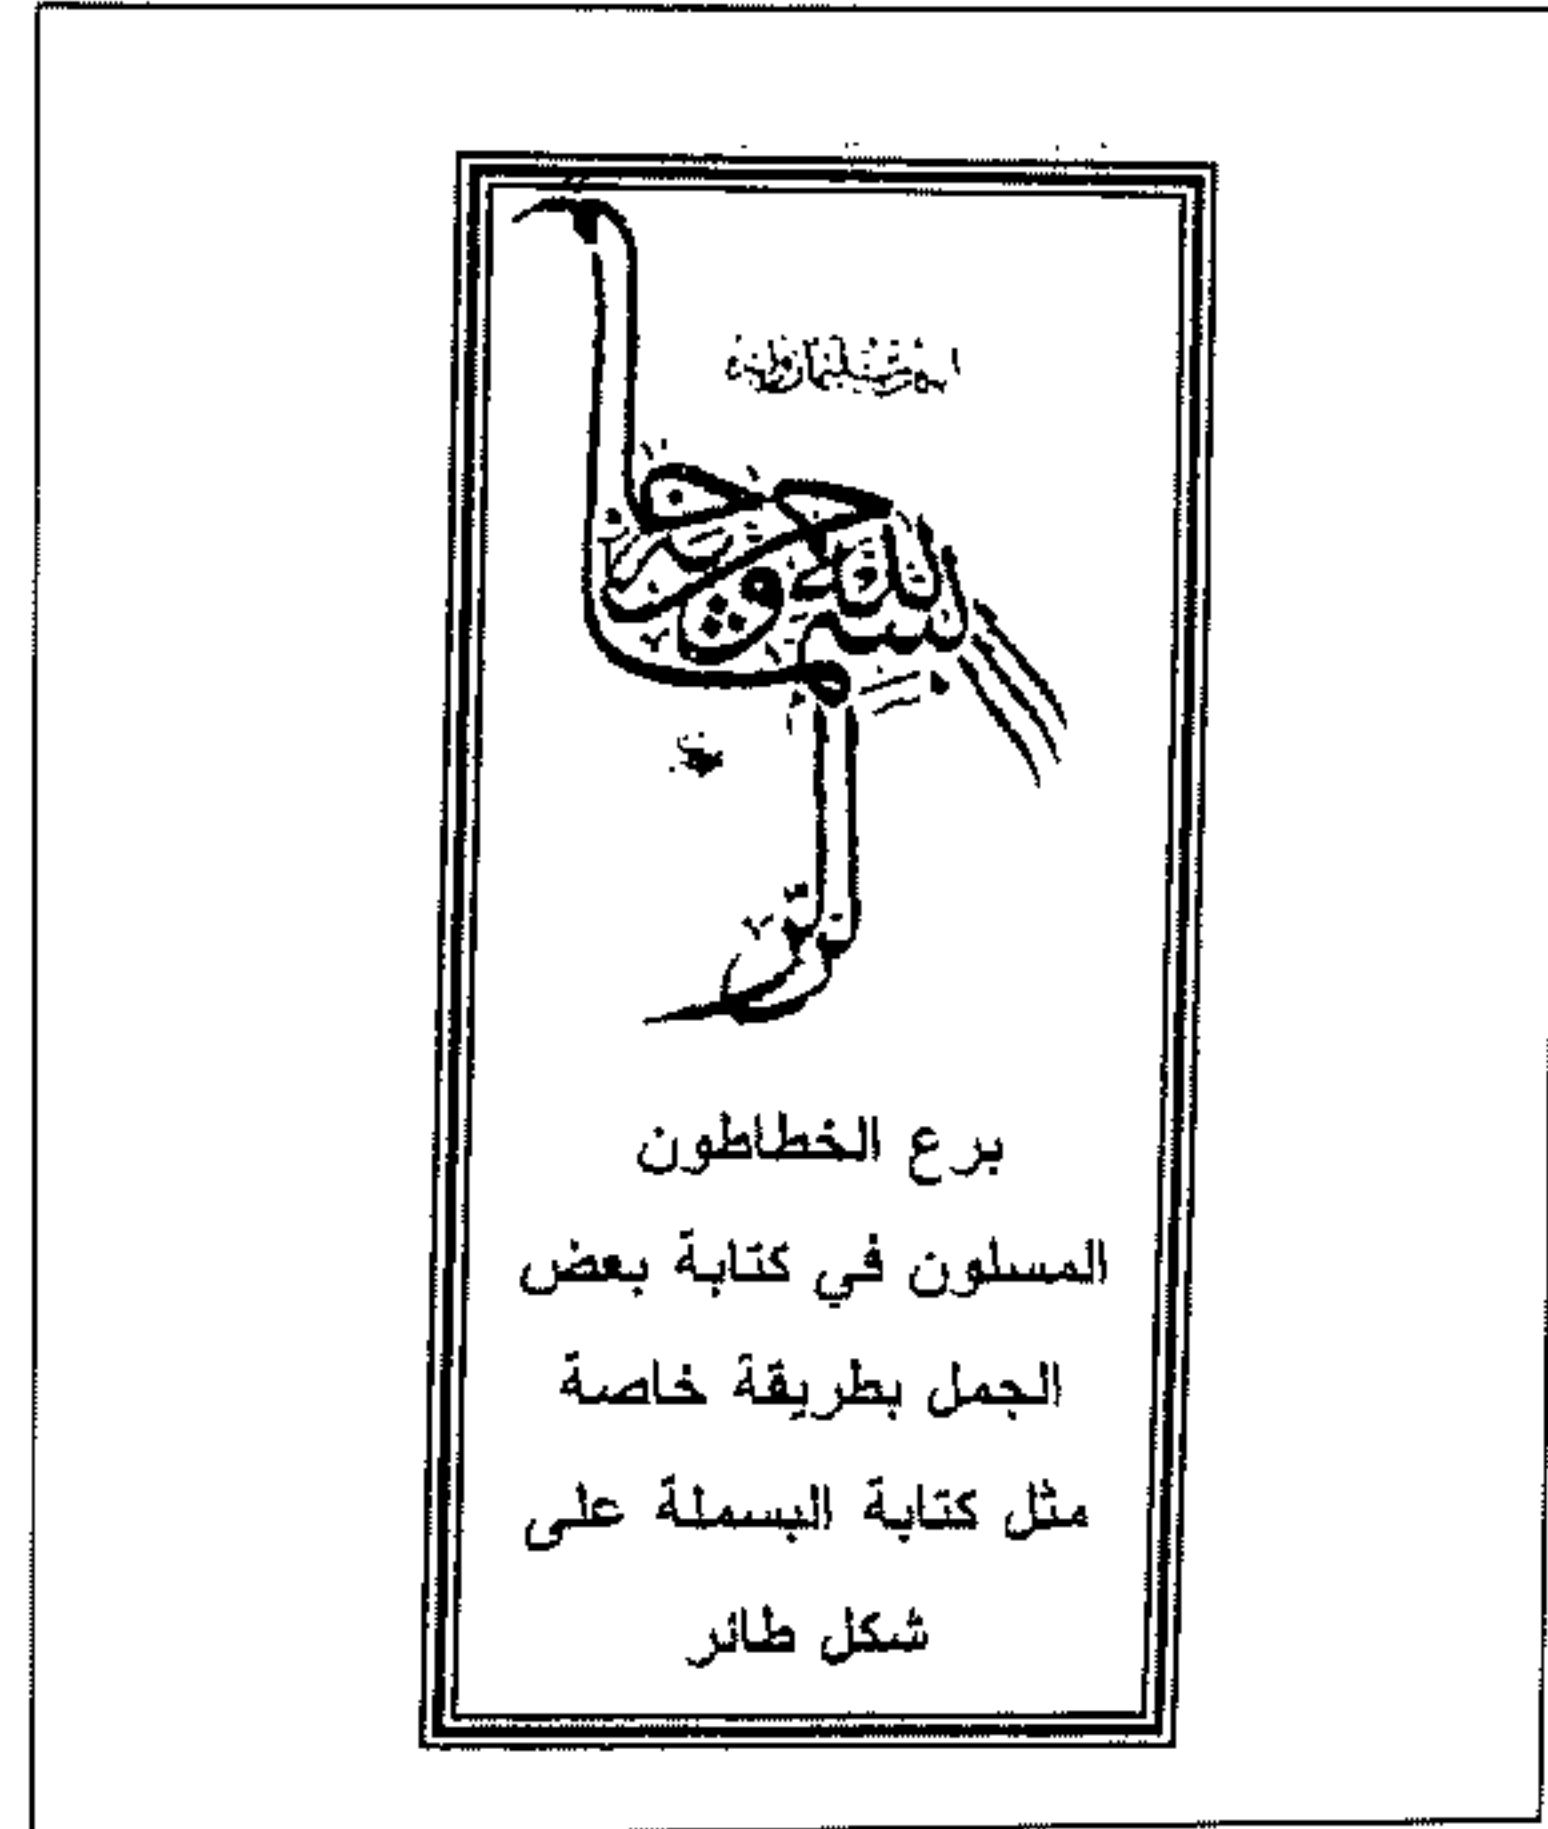 برع الخطاطون
المسلون في كتابة بعض
الجمل بطريقة خاصة
مثل كتابة البسملة على
شكل طائر